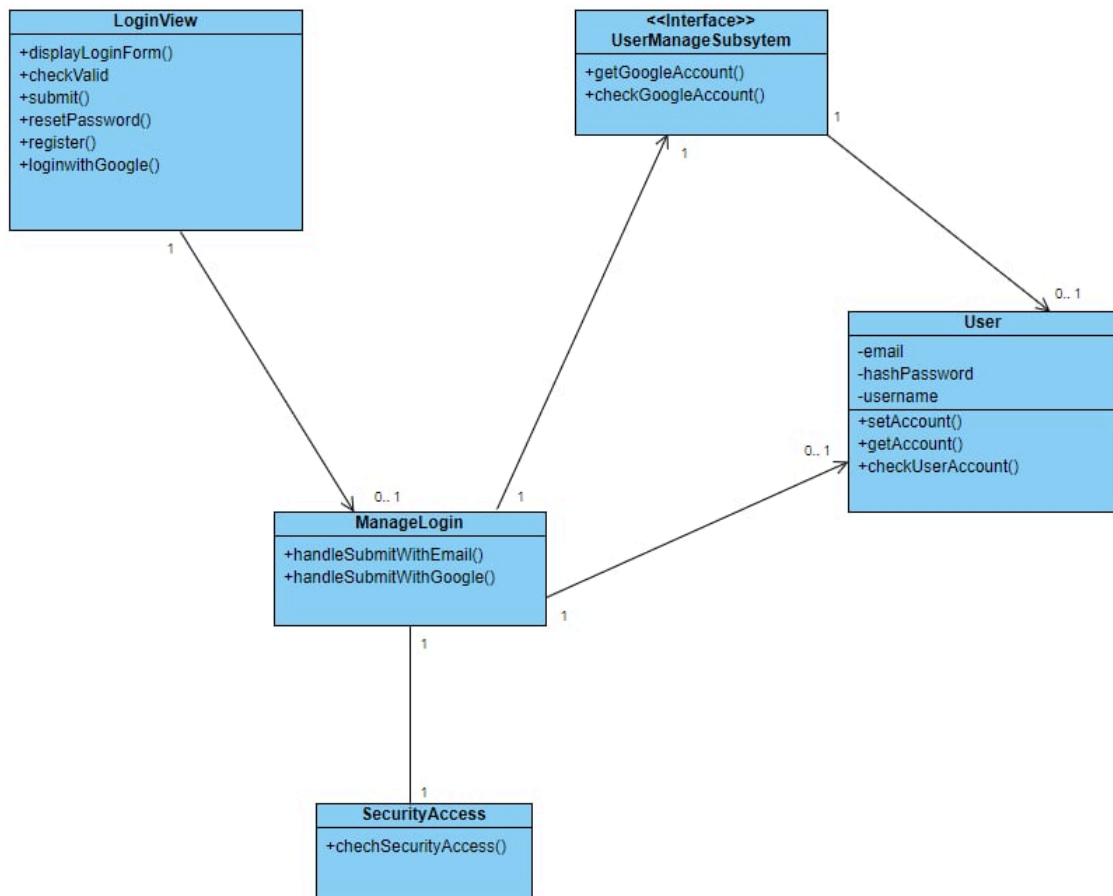 LoginView
+displayLoginForm()
+checkValid
+submit()
+resetPassword()
+register()
+loginwithGoogle()
1
<<Interface>>
UserManageSubsytem
+getGoogleAccount()
+checkGoogleAccount()
1
1
0.. 1
User
-email
-hashPassword
-username
+setAccount()
+getAccount()
+checkUserAccount()
0.. 1
0.. 1
1
ManageLogin
+handleSubmitWithEmail()
+handleSubmitWithGoogle()
1
1
1
SecurityAccess
+chechSecurityAccess()